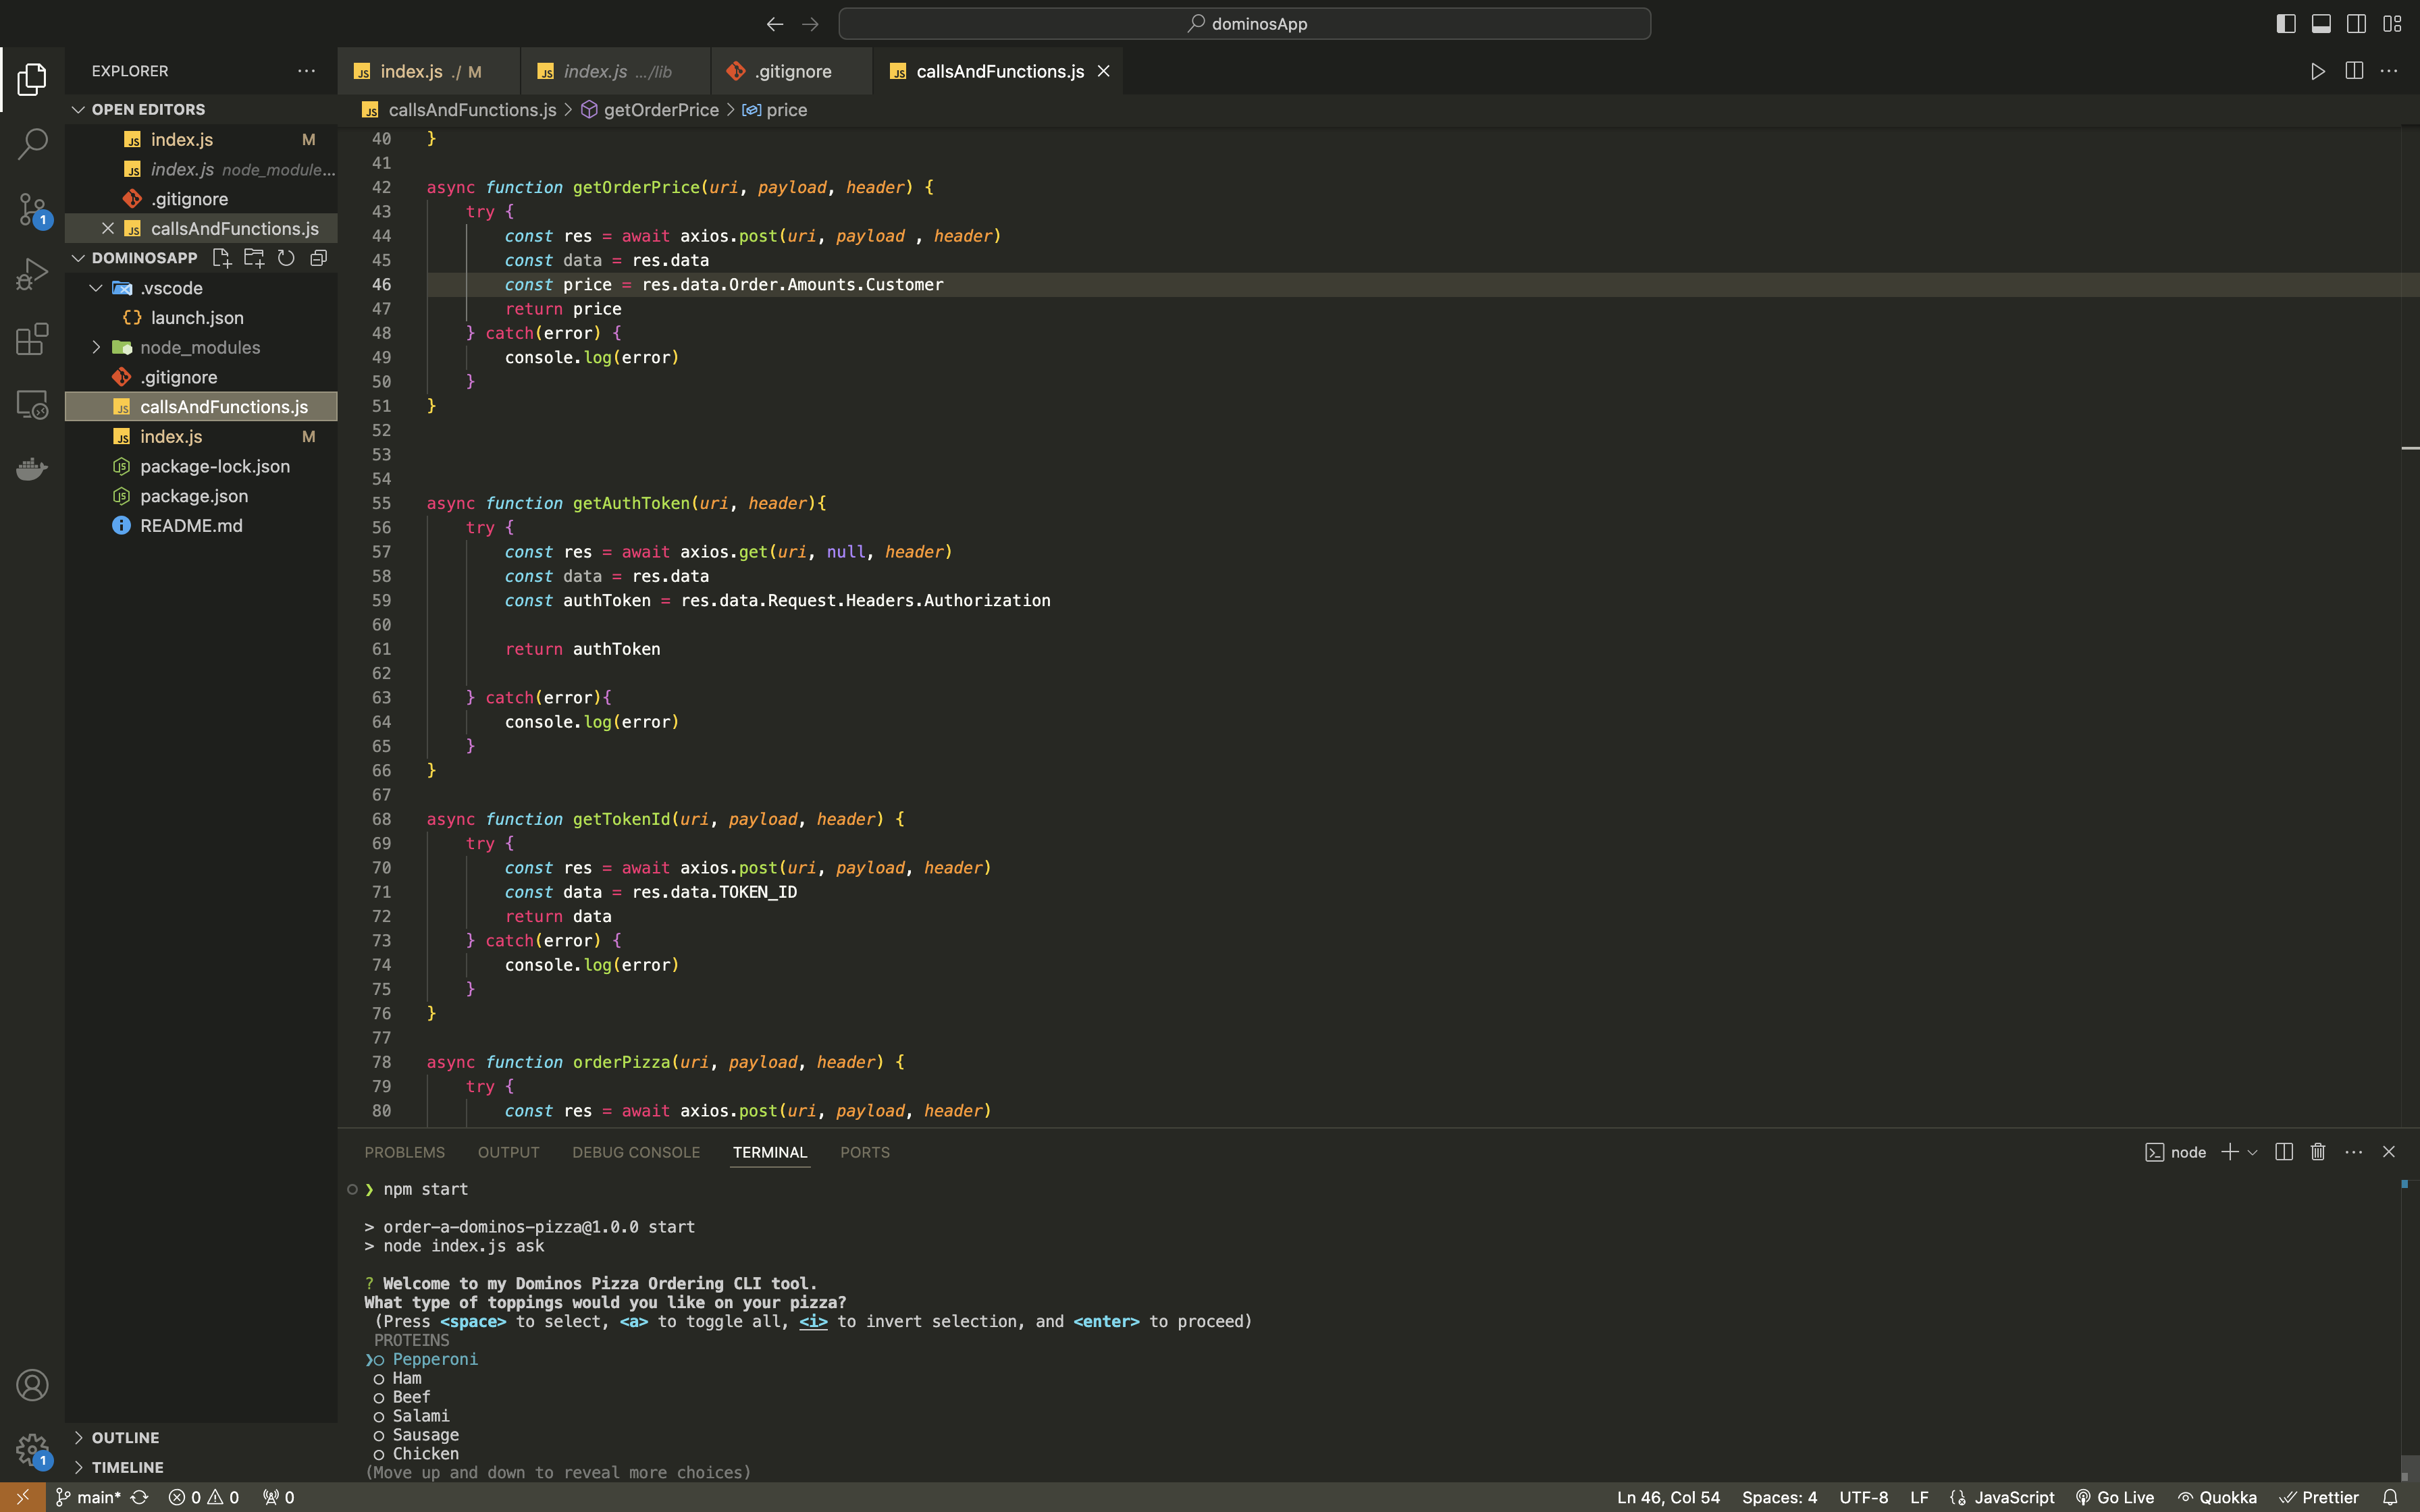 dominosApp
EXPLORER
index.js ./ M
index.js .../lib
.gitignore
callsAndFunctions.js
OPEN EDITORS
index.js M
index.js node_module...
.gitignore
callsAndFunctions.js
DOMINOSAPP
.vscode
launch.json
node_modules
.gitignore
callsAndFunctions.js
index.js M
package-lock.json
package.json
README.md
OUTLINE
TIMELINE
callsAndFunctions.js > getOrderPrice > price
40 }
41
42 async function getOrderPrice(uri, payload, header) {
43 try {
44 const res = await axios.post(uri, payload , header)
45 const data = res.data
46 const price = res.data.Order.Amounts.Customer
47 return price
48 } catch(error) {
49 console.log(error)
50 }
51 }
52
53
54
55 async function getAuthToken(uri, header){
56 try {
57 const res = await axios.get(uri, null, header)
58 const data = res.data
59 const authToken = res.data.Request.Headers.Authorization
60
61 return authToken
62
63 } catch(error){
64 console.log(error)
65 }
66 }
67
68 async function getTokenId(uri, payload, header) {
69 try {
70 const res = await axios.post(uri, payload, header)
71 const data = res.data.TOKEN_ID
72 return data
73 } catch(error) {
74 console.log(error)
75 }
76 }
77
78 async function orderPizza(uri, payload, header) {
79 try {
80 const res = await axios.post(uri, payload, header)
PROBLEMS OUTPUT DEBUG CONSOLE TERMINAL PORTS
node
❯ npm start
> order-a-dominos-pizza@1.0.0 start
> node index.js ask
? Welcome to my Dominos Pizza Ordering CLI tool.
What type of toppings would you like on your pizza?
(Press <space> to select, <a> to toggle all, <i> to invert selection, and <enter> to proceed)
PROTEINS
❯○ Pepperoni
○ Ham
○ Beef
○ Salami
○ Sausage
○ Chicken
(Move up and down to reveal more choices)
1
1
main* 0 0 0
Ln 46, Col 54 Spaces: 4 UTF-8 LF JavaScript Go Live Quokka Prettier